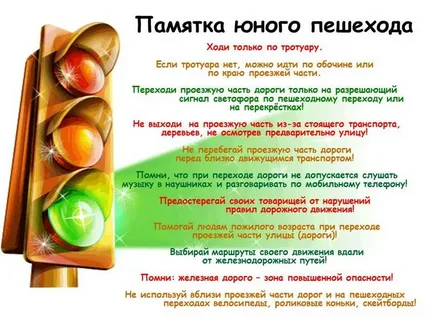 Памятка юного пешехода
Ходи только по тротуару.
Если тротуара нет, можно идти по обочине или
по краю проезжей части.
Переходи проезжую часть дороги только на разрешающий
сигнал светофора по пешеходному переходу или
на перекрёстках!
Не выходи на проезжую часть из-за стоящего транспорта,
деревьев, не осмотрев предварительно улицу!
Не перебегай проезжую часть дороги
перед близко движущимся транспортом!
Помни, что при переходе дороги не допускается слушать
музыку в наушниках и разговаривать по мобильному телефону!
Предостерегай своих товарищей от нарушений
правил дорожного движения!
Помогай людям пожилого возраста при переходе
проезжей части улицы (дороги)!
Выбирай маршруты своего движения вдали
от железнодорожных путей!
Помни: железная дорого – зона повышенной опасности!
Не используй вблизи проезжей части дорог и на пешеходных
переходах велосипеды, роликовые коньки, скейтборды!